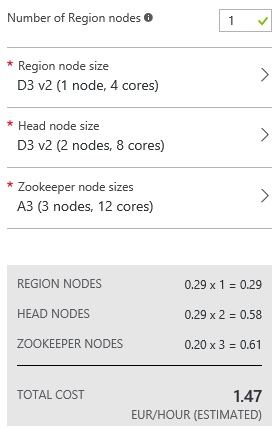 Number of Region nodes
1
* Region node size
D3 v2 (1 node, 4 cores)
* Head node size
D3 v2 (2 nodes, 8 cores)
* Zookeeper node sizes
A3 (3 nodes, 12 cores)
REGION NODES 0.29 x 1 = 0.29
HEAD NODES 0.29 x 2 = 0.58
ZOOKEEPER NODES 0.20 x 3 = 0.61
TOTAL COST 1.47
EUR/HOUR (ESTIMATED)